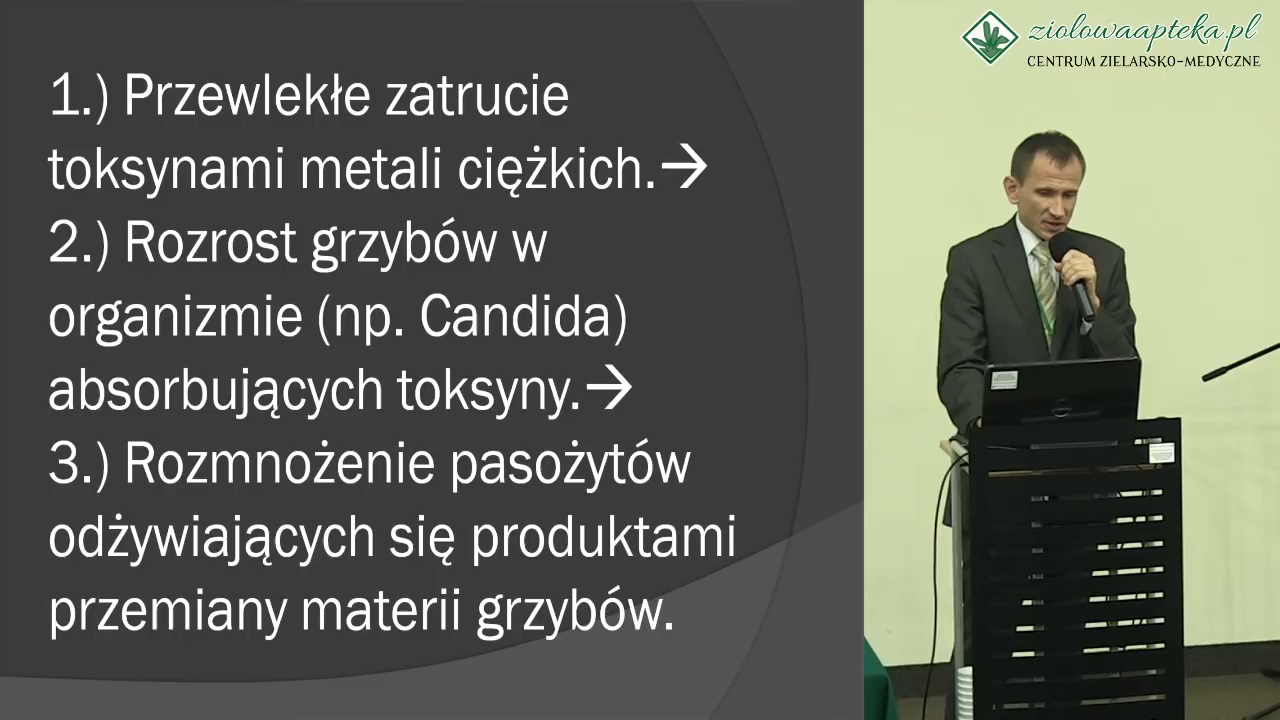 1.) Przewlekłe zatrucie
toksynami metali ciężkich.→
2.) Rozrost grzybów w
organizmie (np. Candida)
absorbujących toksyny.→
3.) Rozmnożenie pasożytów
odżywiających się produktami
przemiany materii grzybów.
ziolowaapteka.pl
CENTRUM ZIELARSKO-MEDYCZNE